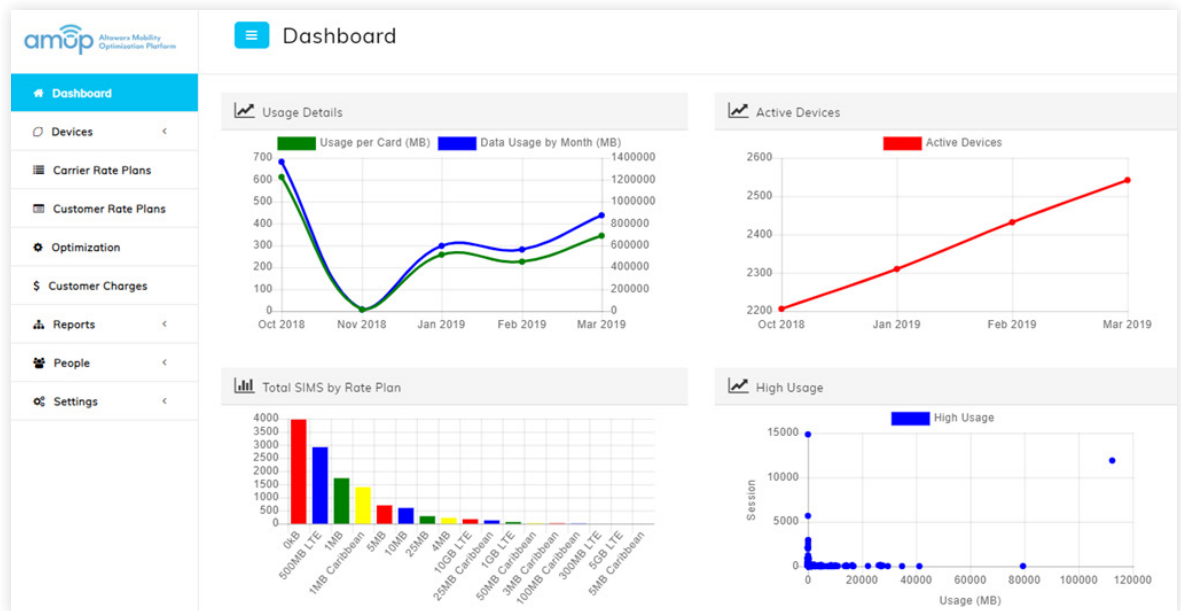 amop Altaworx Mobility
Optimization Platform
Dashboard
Dashboard
Devices
Carrier Rate Plans
Customer Rate Plans
Optimization
$ Customer Charges
Reports
People
Settings
Usage Details
Usage per Card (MB) Data Usage by Month (MB)
700 1400000
600 1200000
500 1000000
400 800000
300 600000
200 400000
100 200000
0 0
Oct 2018 Nov 2018 Jan 2019 Feb 2019 Mar 2019
Active Devices
Active Devices
2600
2500
2400
2300
2200
Oct 2018 Jan 2019 Feb 2019 Mar 2019
Total SIMS by Rate Plan
4000
3500
3000
2500
2000
1500
1000
500
0
0kB
500MB LTE
1MB
1MB Caribbean
5MB
10MB
25MB
4MB
10GB LTE
25MB Caribbean
1GB LTE
50MB Caribbean
3MB Caribbean
100MB Caribbean
300MB LTE
5GB LTE
5MB Caribbean
High Usage
High Usage
15000
10000
5000
0
Session
0 20000 40000 60000 80000 100000 120000
Usage (MB)